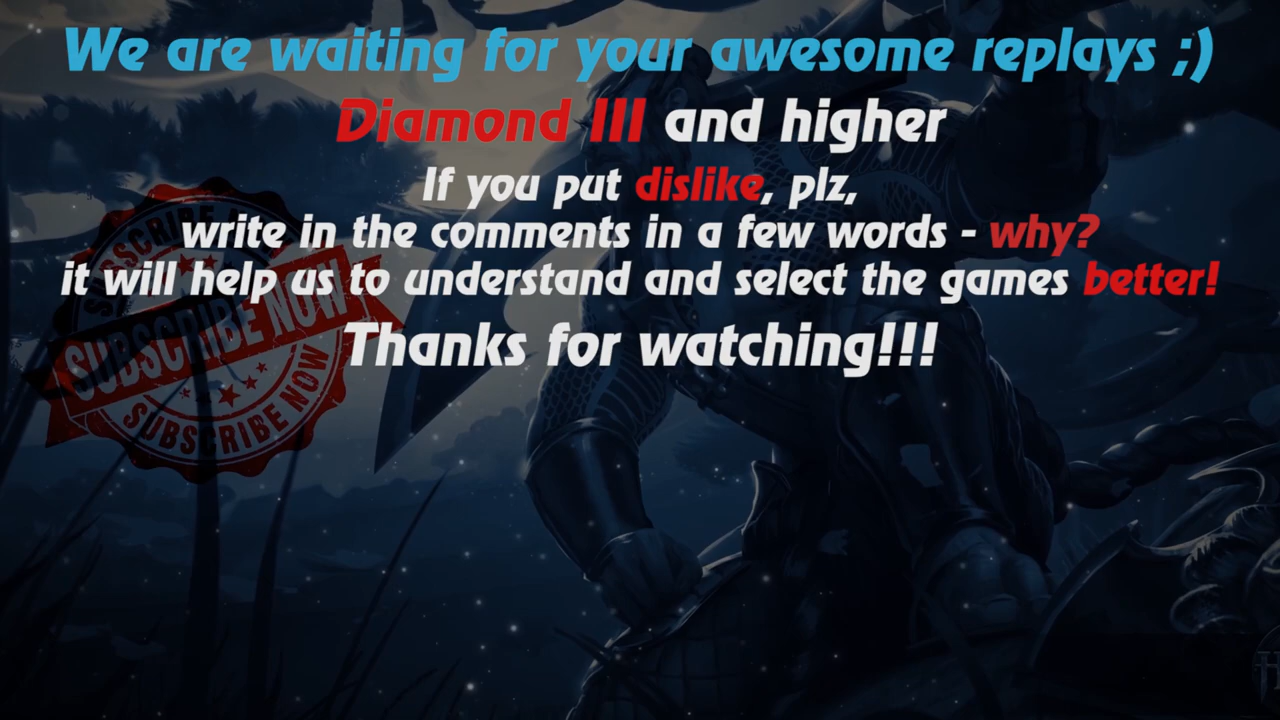 We are waiting for your awesome replays ;)
Diamond III and higher
If you put dislike, plz,
write in the comments in a few words - why?
it will help us to understand and select the games better!
Thanks for watching!!!
SUBSCRIBE NOW
SUBSCRIBE NOW